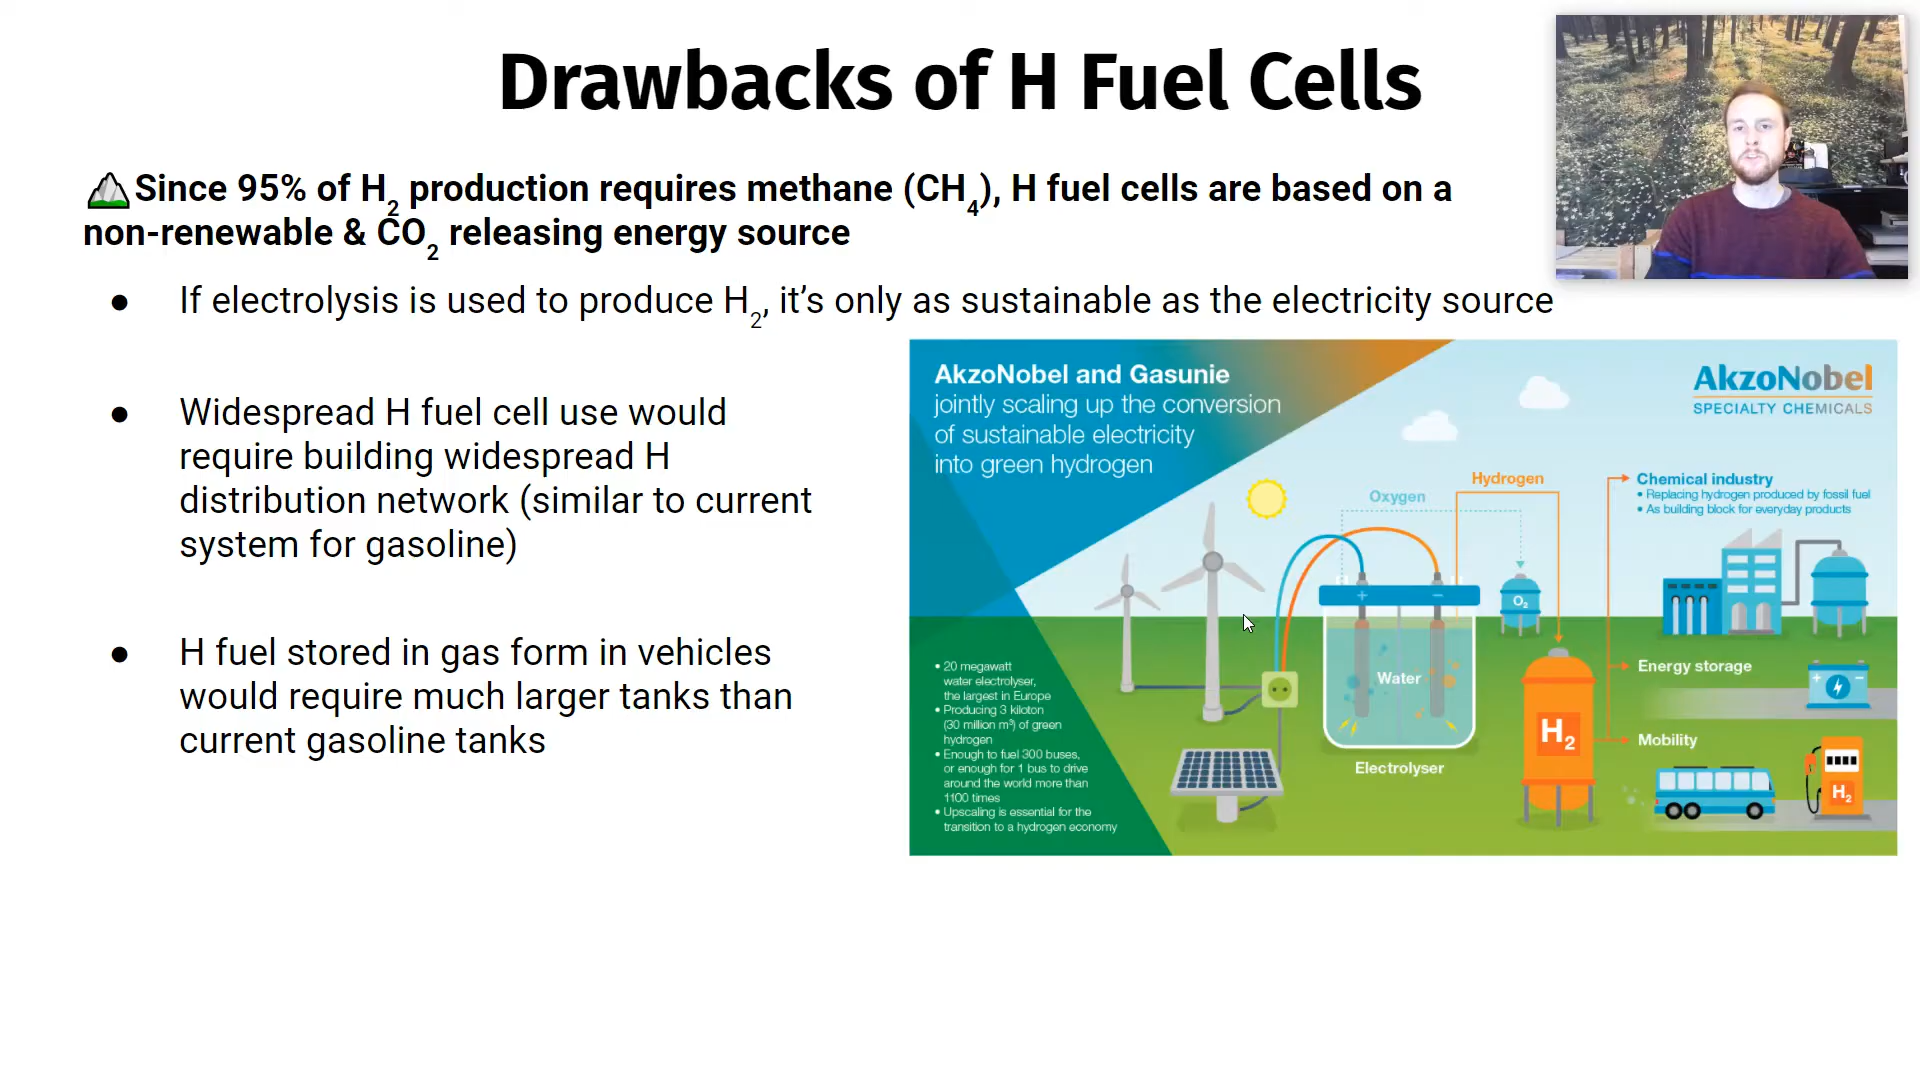 Drawbacks of H Fuel Cells
Since 95% of H2 production requires methane (CH4), H fuel cells are based on a
non-renewable & CO2 releasing energy source
● If electrolysis is used to produce H2, it’s only as sustainable as the electricity source
● Widespread H fuel cell use would
require building widespread H
distribution network (similar to current
system for gasoline)
● H fuel stored in gas form in vehicles
would require much larger tanks than
current gasoline tanks
AkzoNobel and Gasunie
jointly scaling up the conversion
of sustainable electricity
into green hydrogen
• 20 megawatt
water electrolyser,
the largest in Europe
• Producing 3 kiloton
(30 million m³) of green
hydrogen
• Enough to fuel 300 buses,
or enough for 1 bus to drive
around the world more than
1100 times
• Upscaling is essential for the
transition to a hydrogen economy
AkzoNobel
SPECIALTY CHEMICALS
Oxygen
Hydrogen
+
−
Water
Electrolyser
O2
H2
Chemical industry
• Replacing hydrogen produced by fossil fuel
• As building block for everyday products
Energy storage
+ −
Mobility
H2